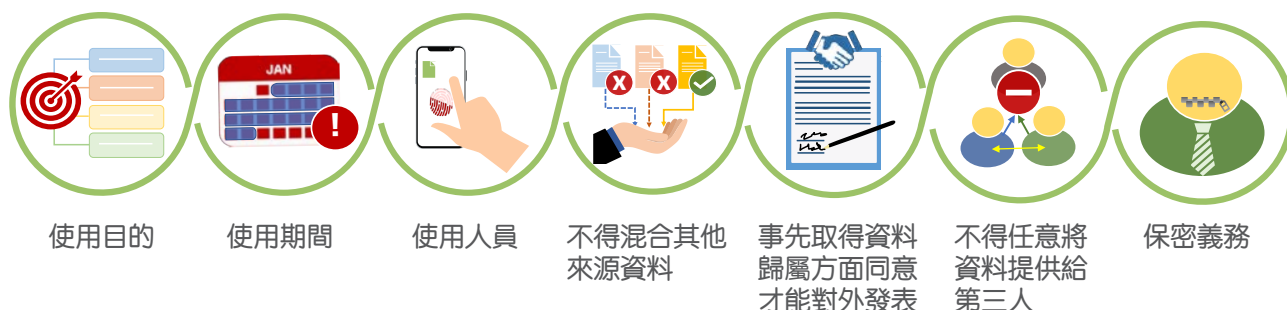 JAN
使用目的
使用期間
使用人員
不得混合其他
來源資料
事先取得資料
歸屬方面同意
才能對外發表
不得任意將
資料提供給
第三人
保密義務